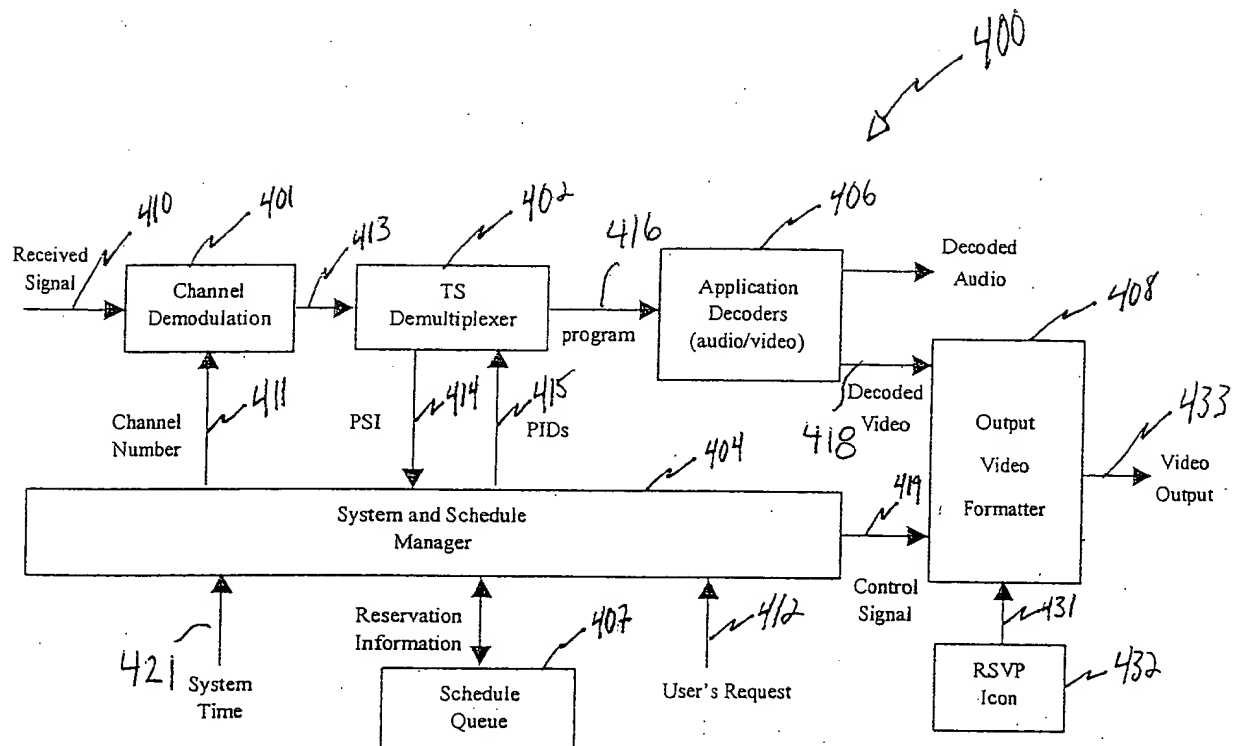 400
410
401
413
402
416
406
408
Received
Signal
Channel
Demodulation
TS
Demultiplexer
program
Application
Decoders
(audio/video)
Decoded
Audio
Channel
Number
411
PSI
414
415
PIDs
418
Decoded
Video
Output
Video
Formatter
433
Video
Output
404
System and Schedule
Manager
419
Control
Signal
421
System
Time
Reservation
Information
407
Schedule
Queue
412
User's Request
431
RSVP
Icon
432